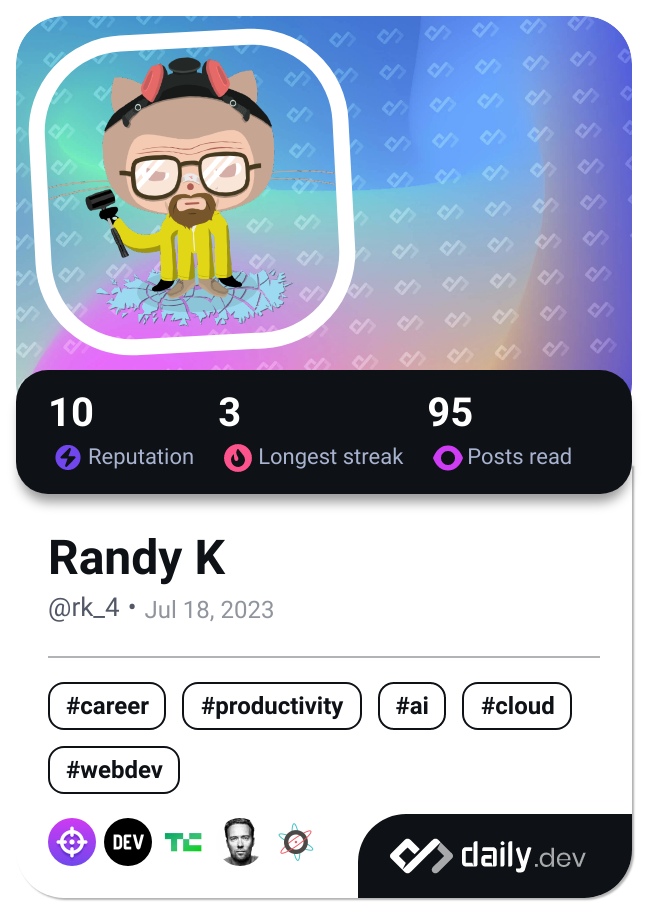 10 3 95
Reputation Longest streak Posts read
Randy K
@rk_4 • Jul 18, 2023
#career #productivity #ai #cloud
#webdev
DEV TC daily.dev